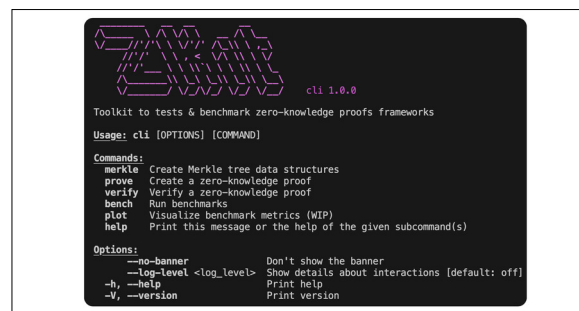 cli 1.0.0
Toolkit to tests & benchmark zero-knowledge proofs frameworks
Usage: cli [OPTIONS] [COMMAND]
Commands:
merkle Create Merkle tree data structures
prove Create a zero-knowledge proof
verify Verify a zero-knowledge proof
bench Run benchmarks
plot Visualize benchmark metrics (WIP)
help Print this message or the help of the given subcommand(s)
Options:
--no-banner Don't show the banner
--log-level <log_level> Show details about interactions [default: off]
-h, --help Print help
-V, --version Print version